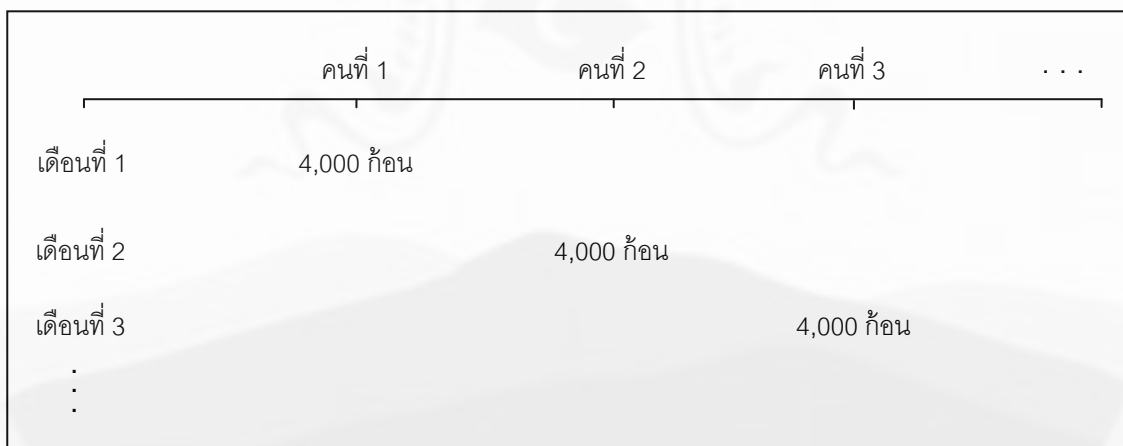 คนที่ 1 คนที่ 2 คนที่ 3 . . .
เดือนที่ 1 4,000 ก้อน
เดือนที่ 2 4,000 ก้อน
เดือนที่ 3 4,000 ก้อน
.
.
.